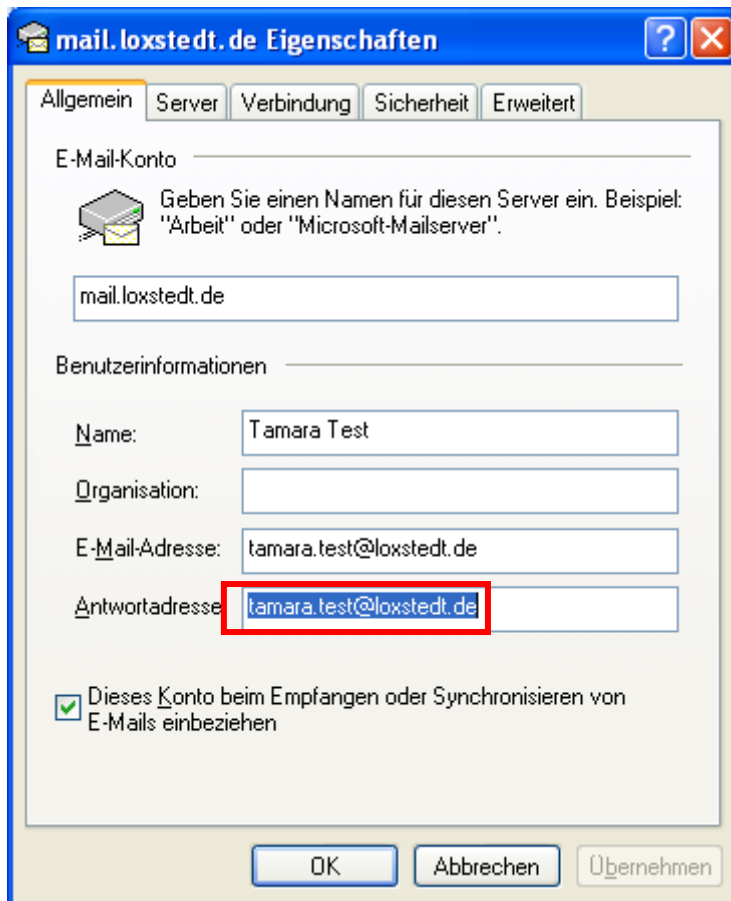 mail.loxstedt.de Eigenschaften
Allgemein Server Verbindung Sicherheit Erweitert
E-Mail-Konto
Geben Sie einen Namen für diesen Server ein. Beispiel:
"Arbeit" oder "Microsoft-Mailserver".
mail.loxstedt.de
Benutzerinformationen
Name: Tamara Test
Organisation:
E-Mail-Adresse: tamara.test@loxstedt.de
Antwortadresse tamara.test@loxstedt.de
Dieses Konto beim Empfangen oder Synchronisieren von
E-Mails einbeziehen
OK Abbrechen Übernehmen